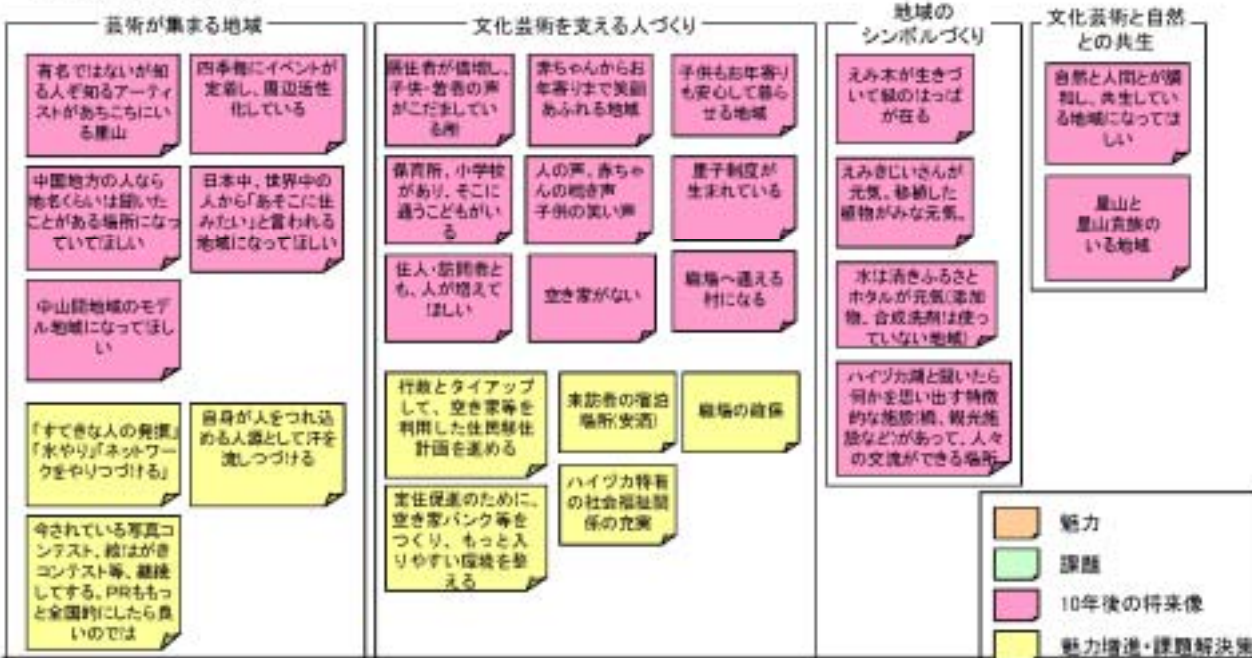 芸術が集まる地域
有名ではないが知
る人ぞ知るアーティ
ストがあちこちにい
る里山
四季毎にイベントが
定着し、周辺活性
化している
中国地方の人なら
地名くらいは聞いた
ことがある場所になっ
ていてほしい
日本中、世界中の
人から「あそこに住
みたい」と言われる
地域になってほしい
中山間地域のモデ
ル地域になってほし
い
「すてきな人の発掘」
「水やり」「ネットワー
クをやりつづける」
自身が人をつれ込
める人源として汗を
流しつづける
今されている写真コ
ンテスト、絵はがき
コンテスト等、継続
してする。PRももっ
と全国的にしたら良
いのでは
文化芸術を支える人づくり
居住者が倍増し、
子供・若者の声
がこだましてい
る所
赤ちゃんからお
年寄りまで笑顔
あふれる地域
子供もお年寄り
も安心して暮ら
せる地域
保育所、小学校
があり、そこに
通うこどもがい
る
人の声、赤ちゃ
んの泣き声
子供の笑い声
里子制度が
生まれている
住人・訪問者と
も、人が増えて
ほしい
空き家がない
職場へ通える
村になる
行政とタイアップ
して、空き家等を
利用した住民移住
計画を進める
来訪者の宿泊
場所(安酒)
職場の確保
定住促進のために、
空き家バンク等を
つくり、もっと入
りやすい環境を整
える
ハイヅカ特有
の社会福祉関
係の充実
地域の
シンボルづくり
えみ木が生きづ
いて緑のはっぱ
が在る
えみきじいさんが
元気。移植した
植物がみな元気。
水は清きふるさと
ホタルが元気(添加
物、合成洗剤は使っ
ていない地域)
ハイヅカ湖と聞いたら
何かを思い出す特徴
的な施設(橋、観光施
設など)があって、人々
の交流ができる場所
文化芸術と自然
との共生
自然と人間とが調
和し、共生してい
る地域になってほ
しい
里山と
里山貴族の
いる地域
魅力
課題
10年後の将来像
魅力増進・課題解決策